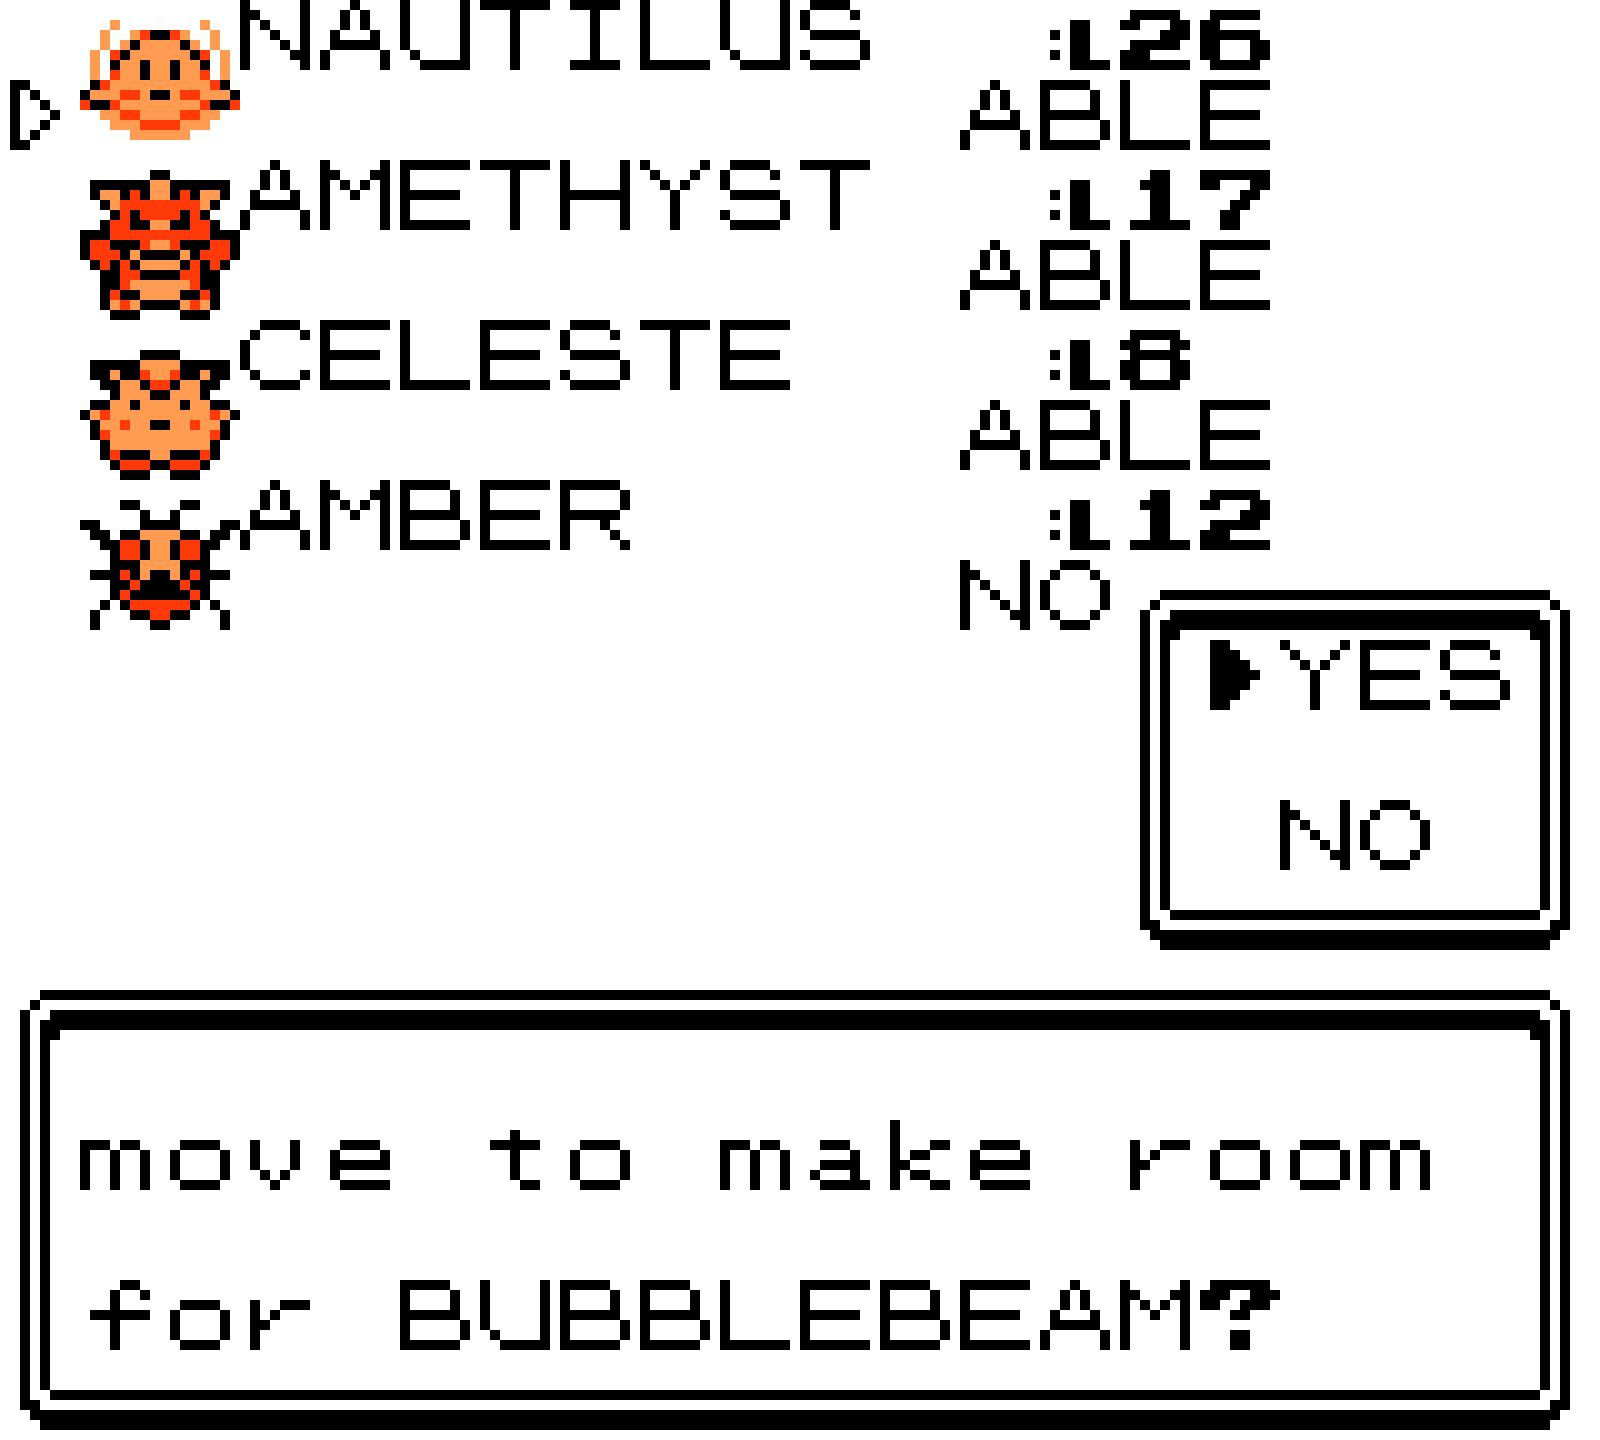 NAUTILUS :L26
ABLE
AMETHYST :L17
ABLE
CELESTE :L8
ABLE
AMBER :L12
NO
YES
NO
move to make room
for BUBBLEBEAM?